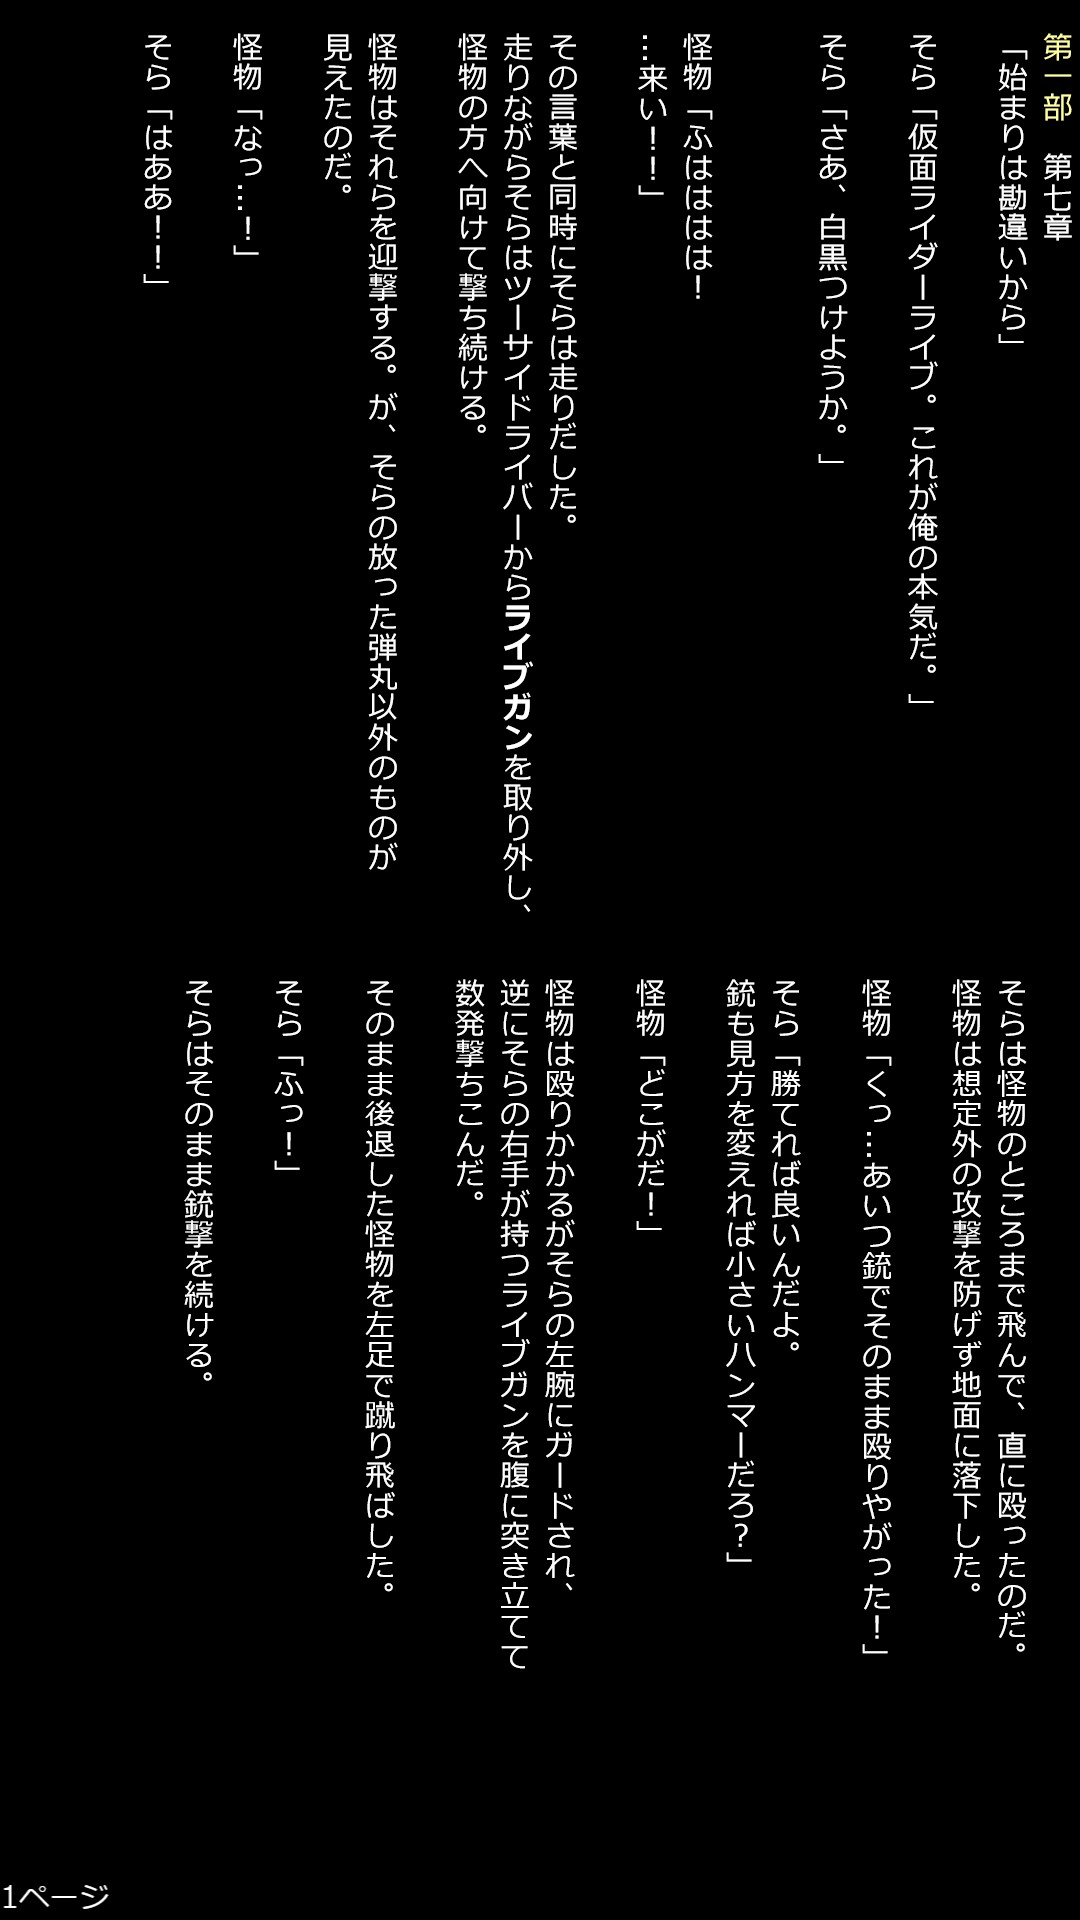 第一部　第七章
「始まりは勘違いから」
そら「仮面ライダーライブ。これが俺の本気だ。」
そら「さあ、白黒つけようか。」
怪物「ふはははは！
…来い！！」
その言葉と同時にそらは走りだした。
走りながらそらはツーサイドライバーからライブガンを取り外し、
怪物の方へ向けて撃ち続ける。
怪物はそれらを迎撃する。が、そらの放った弾丸以外のものが
見えたのだ。
怪物「なっ…！」
そら「はああ！！」
そらは怪物のところまで飛んで、直に殴ったのだ。
怪物は想定外の攻撃を防げず地面に落下した。
怪物「くっ…あいつ銃でそのまま殴りやがった！」
そら「勝てれば良いんだよ。
銃も見方を変えれば小さいハンマーだろ？」
怪物「どこがだ！」
怪物は殴りかかるがそらの左腕にガードされ、
逆にそらの右手が持つライブガンを腹に突き立てて
数発撃ちこんだ。
そのまま後退した怪物を左足で蹴り飛ばした。
そら「ふっ！」
そらはそのまま銃撃を続ける。
1ページ